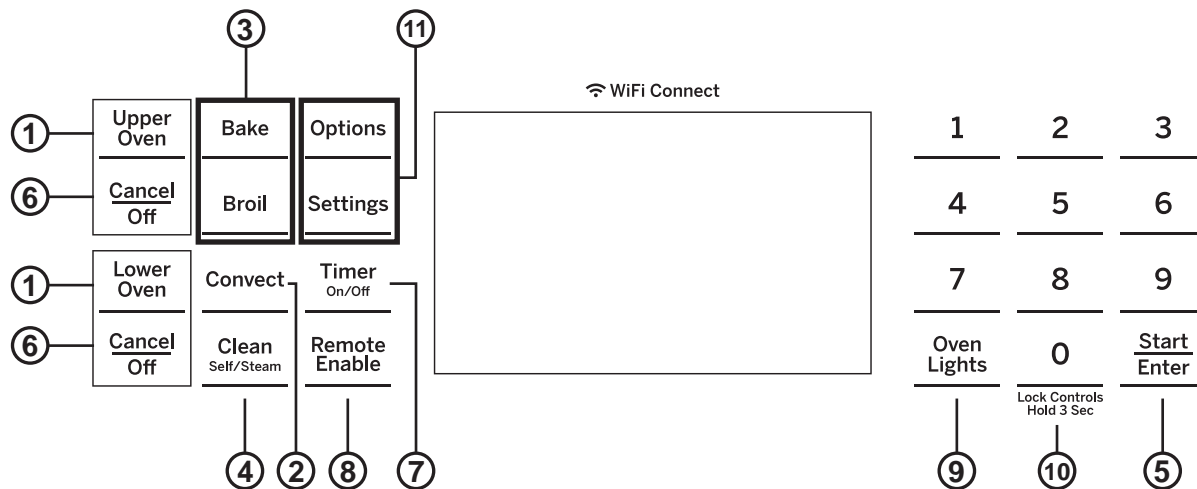 3
11
WiFi Connect
1
Upper
Oven
Bake
Options
1
2
3
6
Cancel
Off
Broil
Settings
4
5
6
1
Lower
Oven
Convect
Timer
On/Off
7
8
9
6
Cancel
Off
Clean
Self/Steam
Remote
Enable
Oven
Lights
0
Start
Enter
Lock Controls
Hold 3 Sec
4
2
8
7
9
10
5